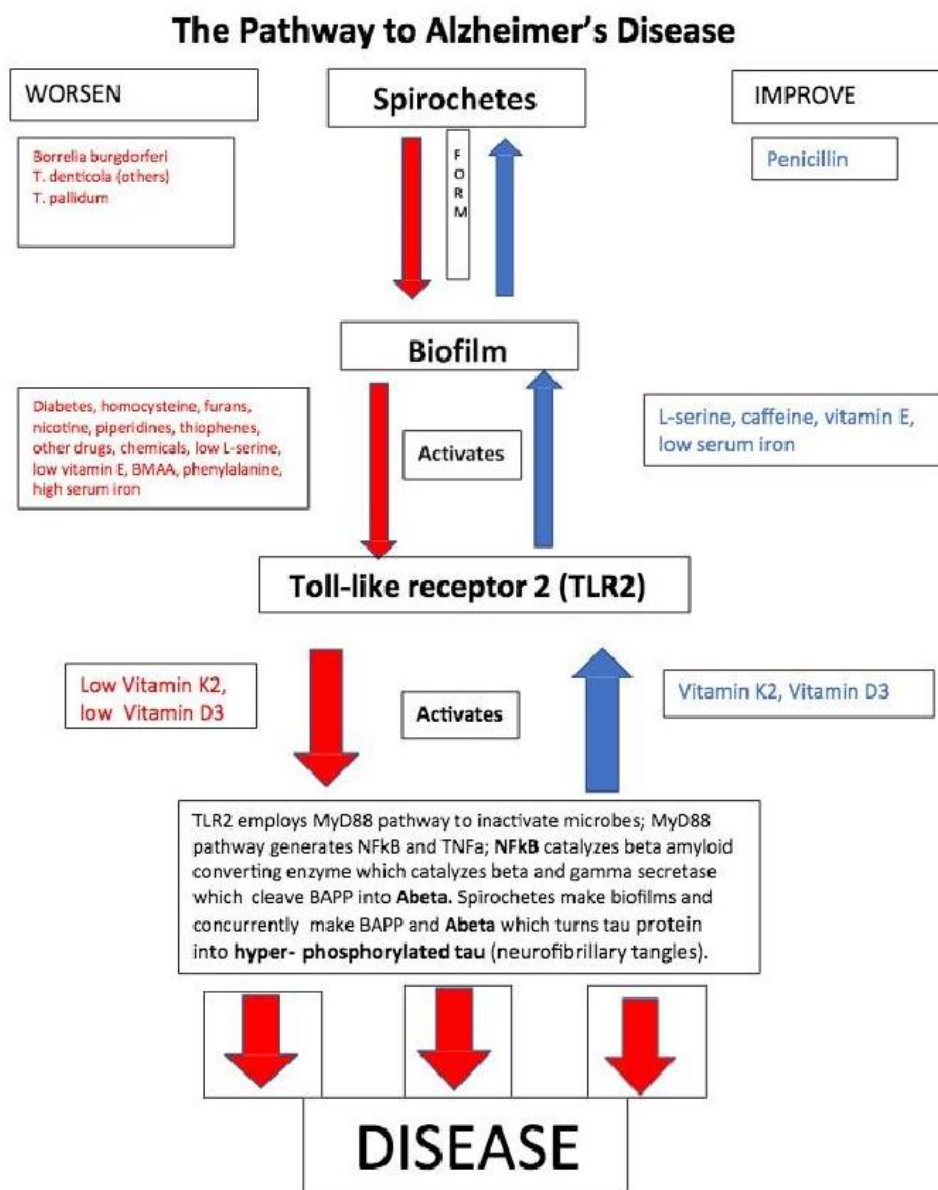 The Pathway to Alzheimer's Disease
WORSEN
Spirochetes
IMPROVE
Borrelia burgdorferi
T. denticola (others)
T. pallidum
FORM
Penicillin
Biofilm
Diabetes, homocysteine, furans,
nicotine, piperidines, thiophenes,
other drugs, chemicals, low L-serine,
low vitamin E, BMAA, phenylalanine,
high serum iron
Activates
L-serine, caffeine, vitamin E,
low serum iron
Toll-like receptor 2 (TLR2)
Low Vitamin K2,
low Vitamin D3
Activates
Vitamin K2, Vitamin D3
TLR2 employs MyD88 pathway to inactivate microbes; MyD88
pathway generates NFkB and TNFa; NFkB catalyzes beta amyloid
converting enzyme which catalyzes beta and gamma secretase
which cleave BAPP into Abeta. Spirochetes make biofilms and
concurrently make BAPP and Abeta which turns tau protein
into hyper- phosphorylated tau (neurofibrillary tangles).
DISEASE